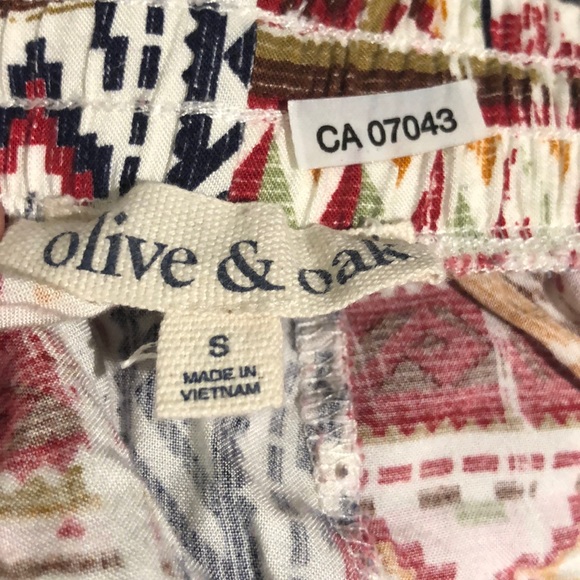 CA 07043
olive & oak
S
MADE IN
VIETNAM